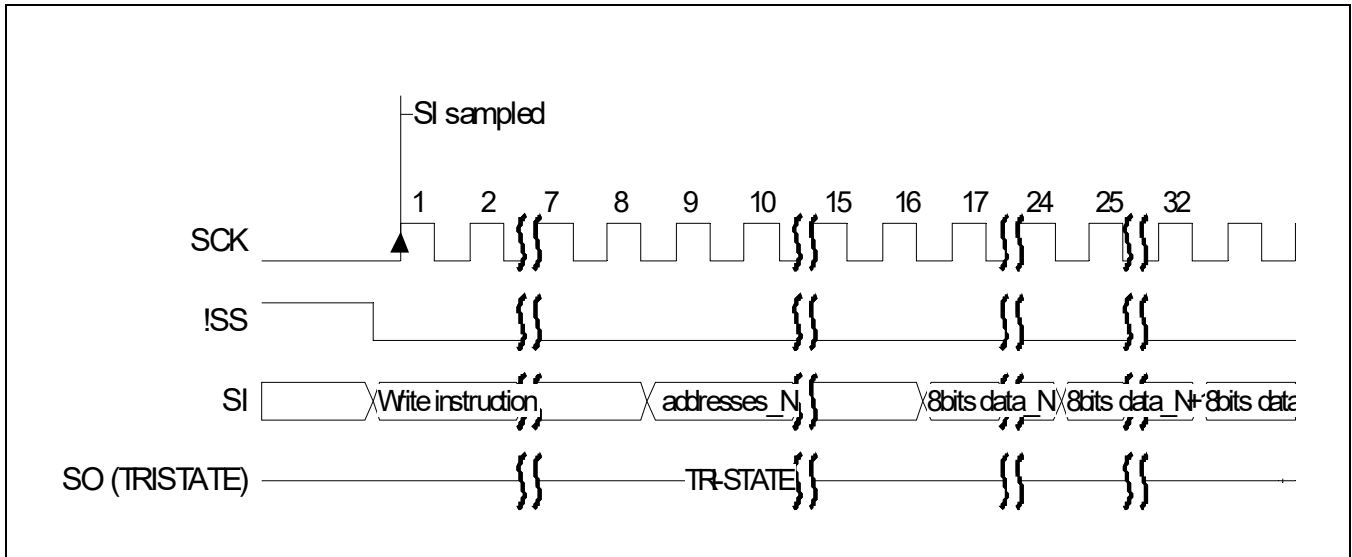 SI sampled
1 2 7 8 9 10 15 16 17 24 25 32
SCK
!SS
SI Write instruction addresses_N 8bits data_N 8bits data_N+ 8bits data
SO (TRISTATE) TRI-STATE